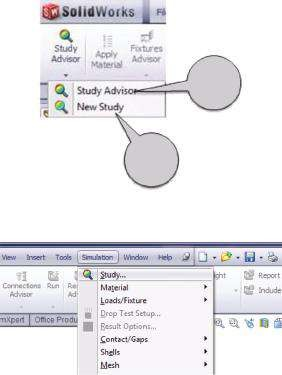 SolidWorks
Study Advisor
Apply Material
Fixtures Advisor
Study Advisor
New Study
View Insert Tools Simulation Window Help
Connections Advisor
Run
Study...
Report
Material
Include
Loads/Fixture
Drop Test Setup...
mXpert Office Produ
Result Options...
Contact/Gaps
Shells
Mesh